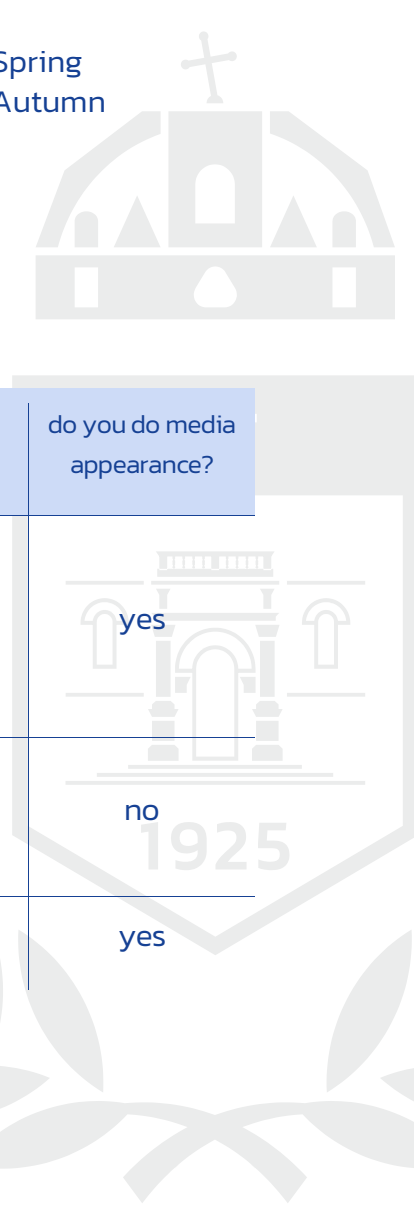 Spring
Autumn
do you do media
appearance?
yes
no
1925
yes